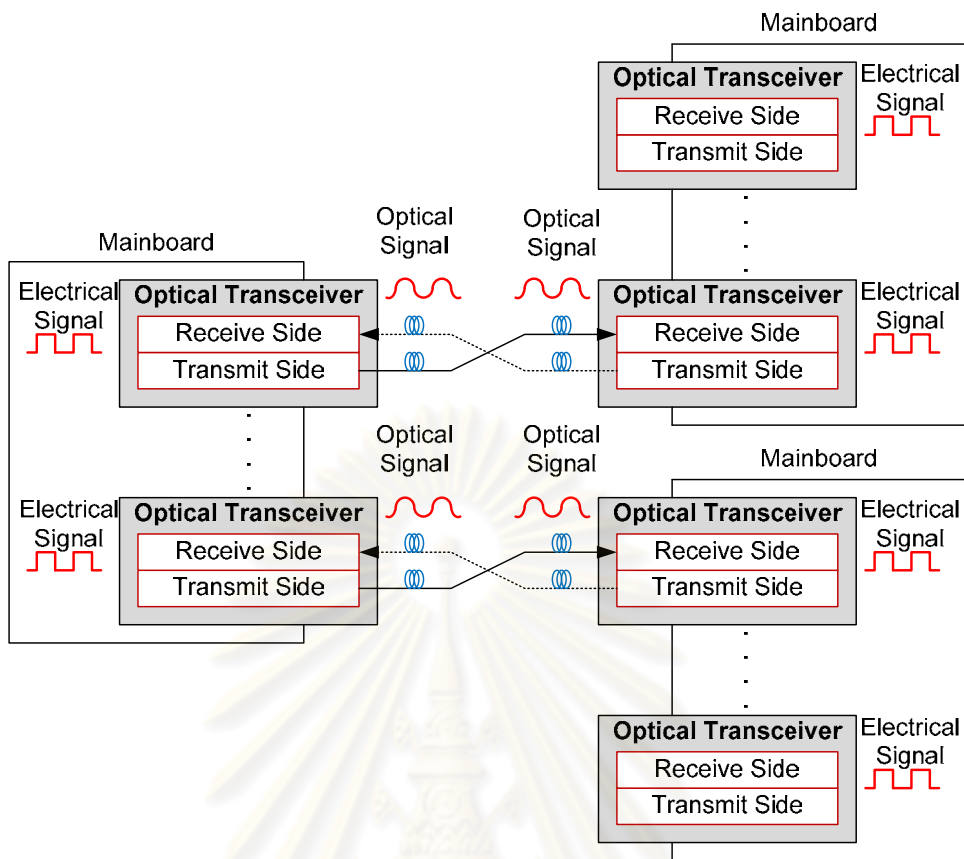 Mainboard
Optical Transceiver
Receive Side
Transmit Side
Electrical
Signal
Optical
Signal
Optical
Signal
Mainboard
Electrical
Signal
Optical Transceiver
Receive Side
Transmit Side
Optical Transceiver
Receive Side
Transmit Side
Electrical
Signal
Optical
Signal
Optical
Signal
Mainboard
Electrical
Signal
Optical Transceiver
Receive Side
Transmit Side
Optical Transceiver
Receive Side
Transmit Side
Electrical
Signal
Optical Transceiver
Receive Side
Transmit Side
Electrical
Signal